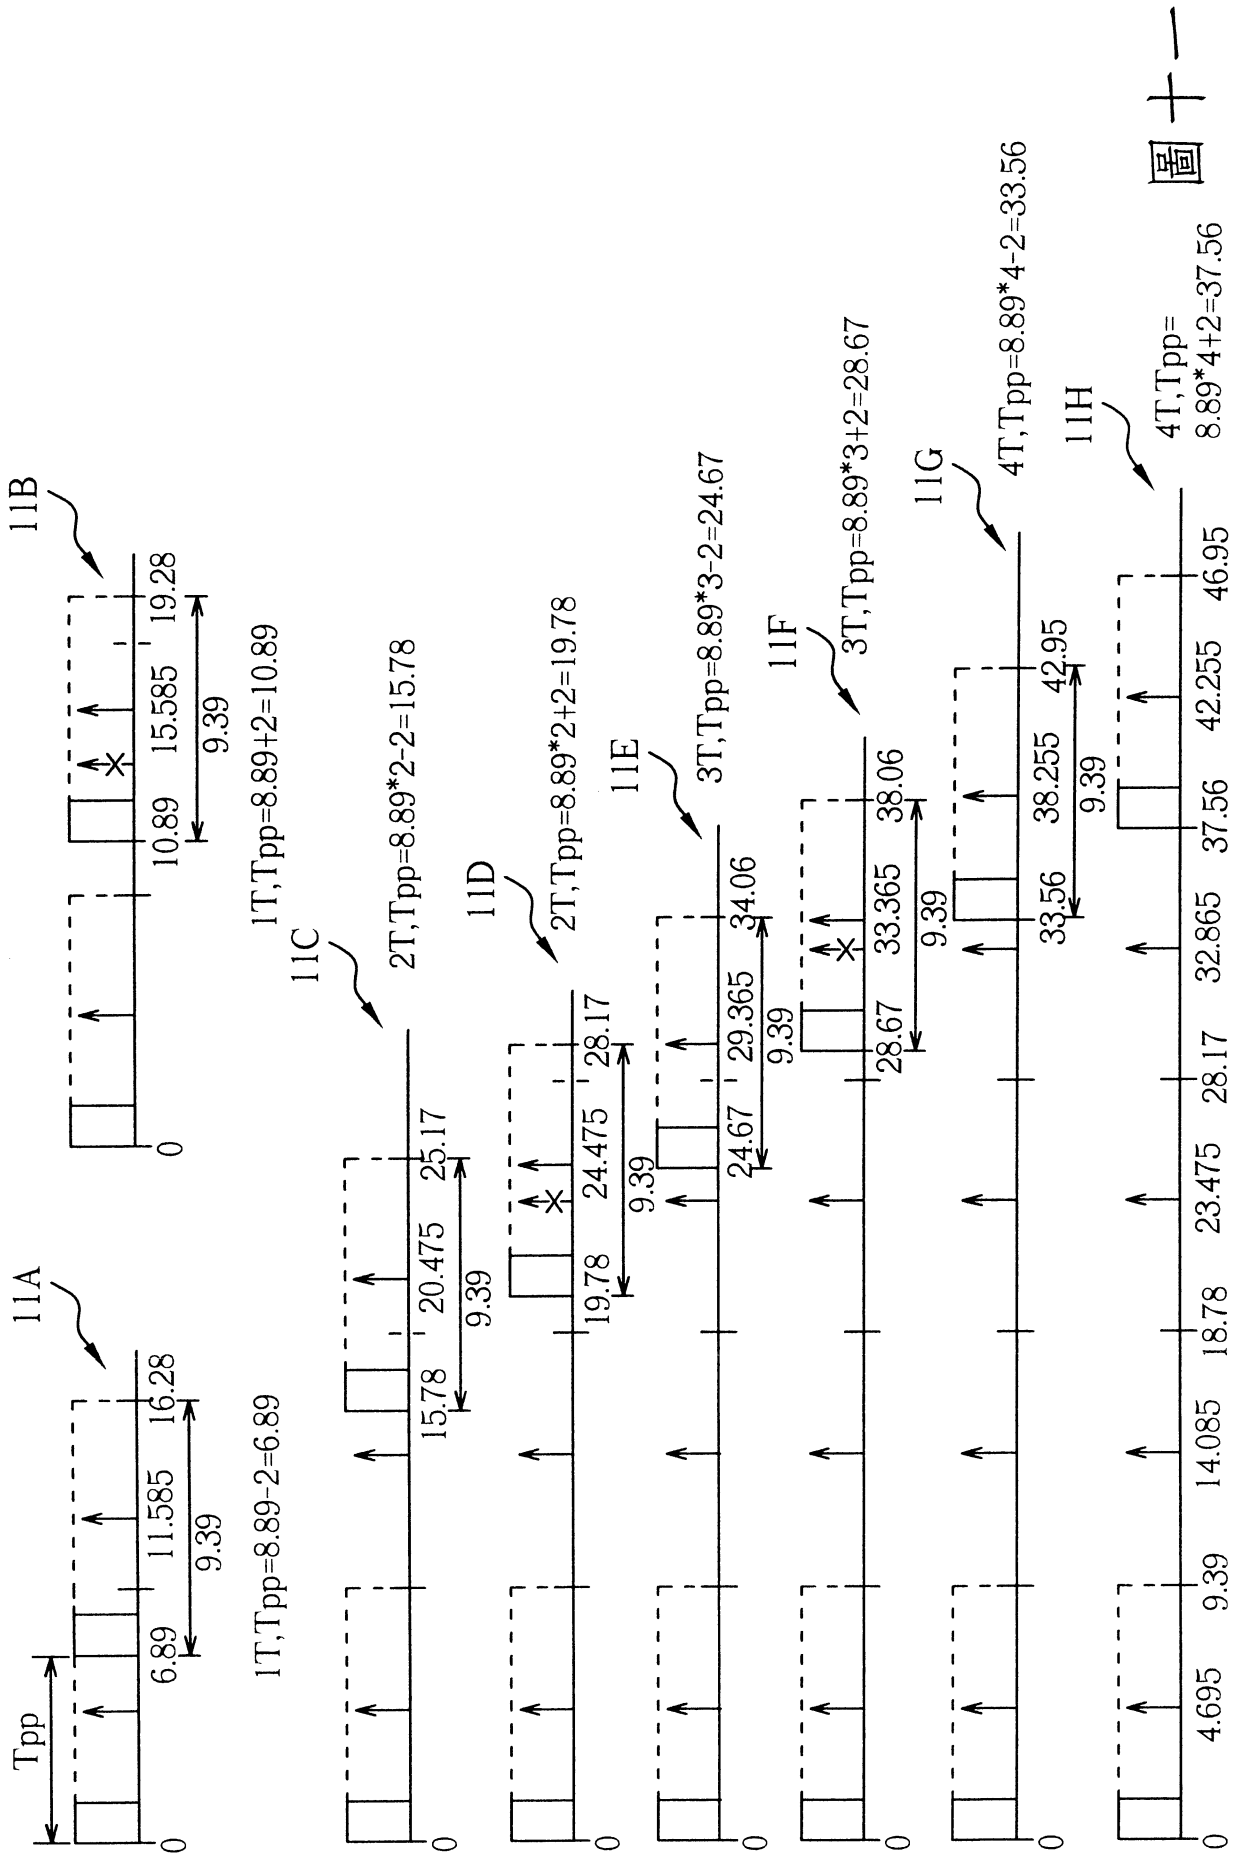 11A
Tpp
0
6.89
11.585
16.28
9.39
1T,Tpp=8.89-2=6.89
11B
0
10.89
15.585
19.28
9.39
1T,Tpp=8.89+2=10.89
11C
0
15.78
20.475
25.17
9.39
2T,Tpp=8.89*2-2=15.78
11D
0
19.78
24.475
28.17
9.39
2T,Tpp=8.89*2+2=19.78
11E
0
24.67
29.365
34.06
9.39
3T,Tpp=8.89*3-2=24.67
11F
0
28.67
33.365
38.06
9.39
3T,Tpp=8.89*3+2=28.67
11G
0
33.56
38.255
42.95
9.39
4T,Tpp=8.89*4-2=33.56
11H
0
4.695
9.39
14.085
18.78
23.475
28.17
32.865
37.56
42.255
46.95
4T,Tpp=
8.89*4+2=37.56
圖十一